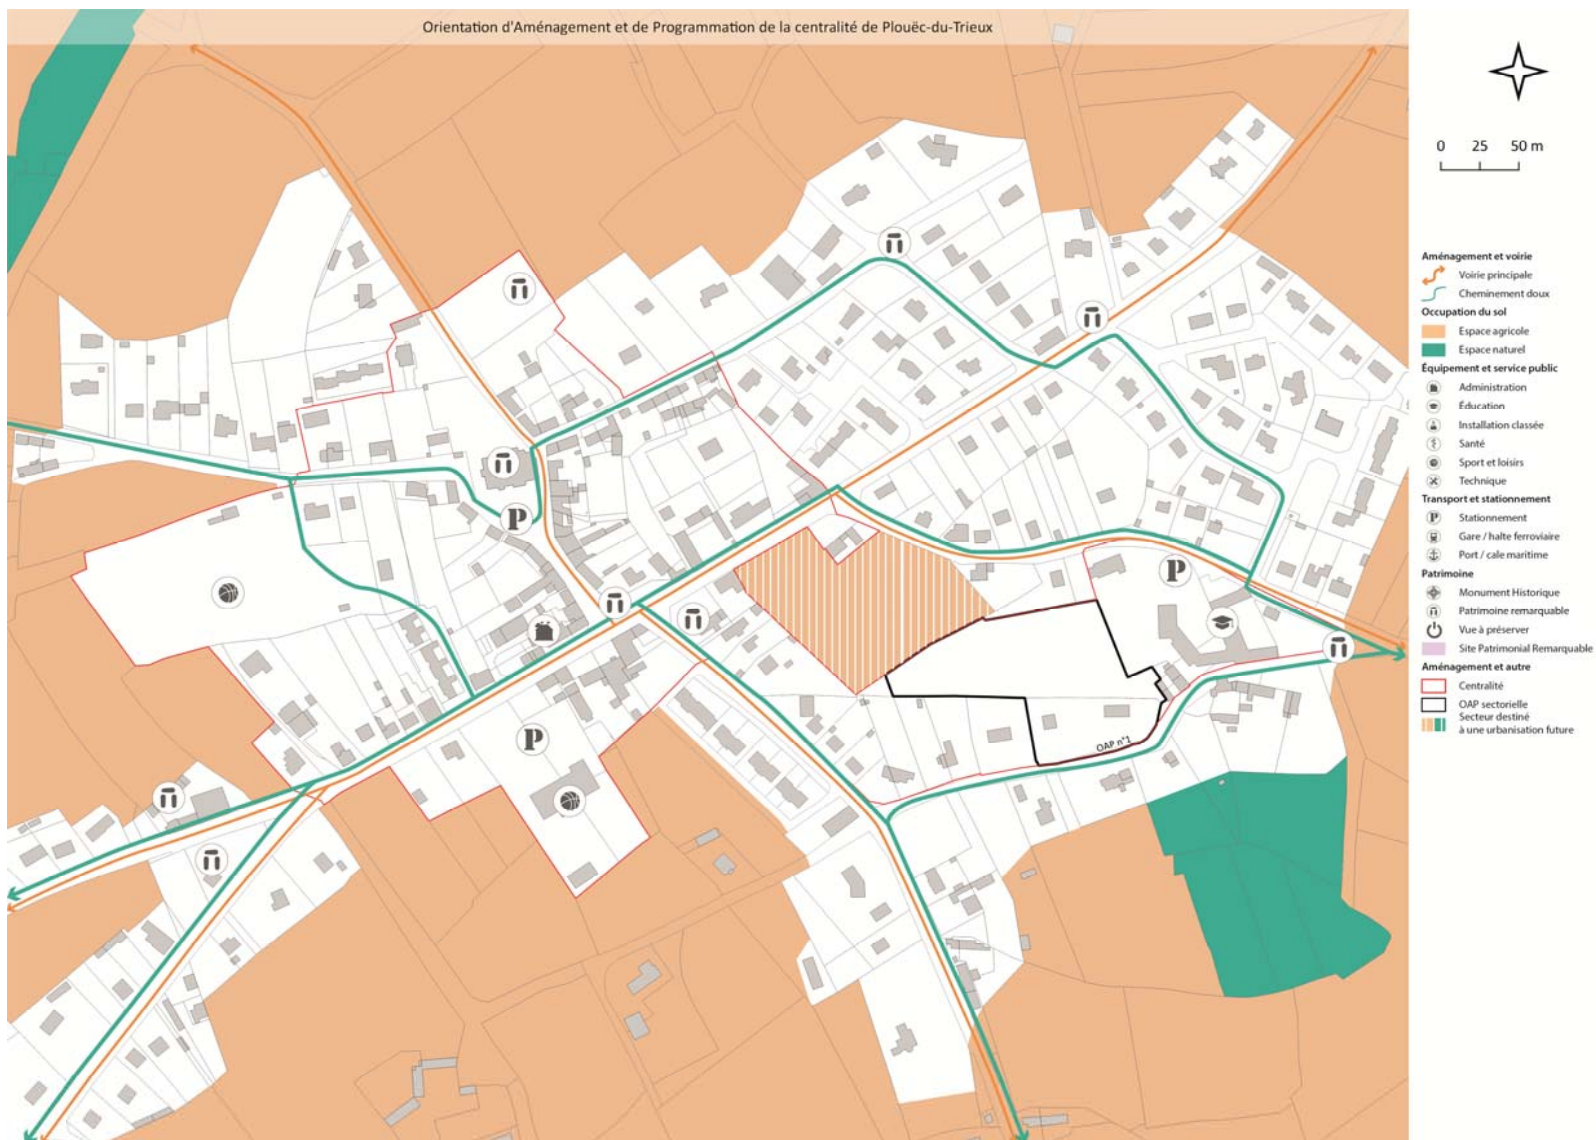 Orientation d'Aménagement et de Programmation de la centralité de Plouëc-du-Trieux
0 25 50 m
Aménagement et voirie
Voirie principale
Cheminement doux
Occupation du sol
Espace agricole
Espace naturel
Équipement et service public
Administration
Éducation
Installation classée
Santé
Sport et loisirs
Technique
Transport et stationnement
P Stationnement
Gare / halte ferroviaire
Port / cale maritime
Patrimoine
Monument Historique
Patrimoine remarquable
Vue à préserver
Site Patrimonial Remarquable
Aménagement et autre
Centralité
OAP sectorielle
Secteur destiné
à une urbanisation future
P
P
P
OAP n°1